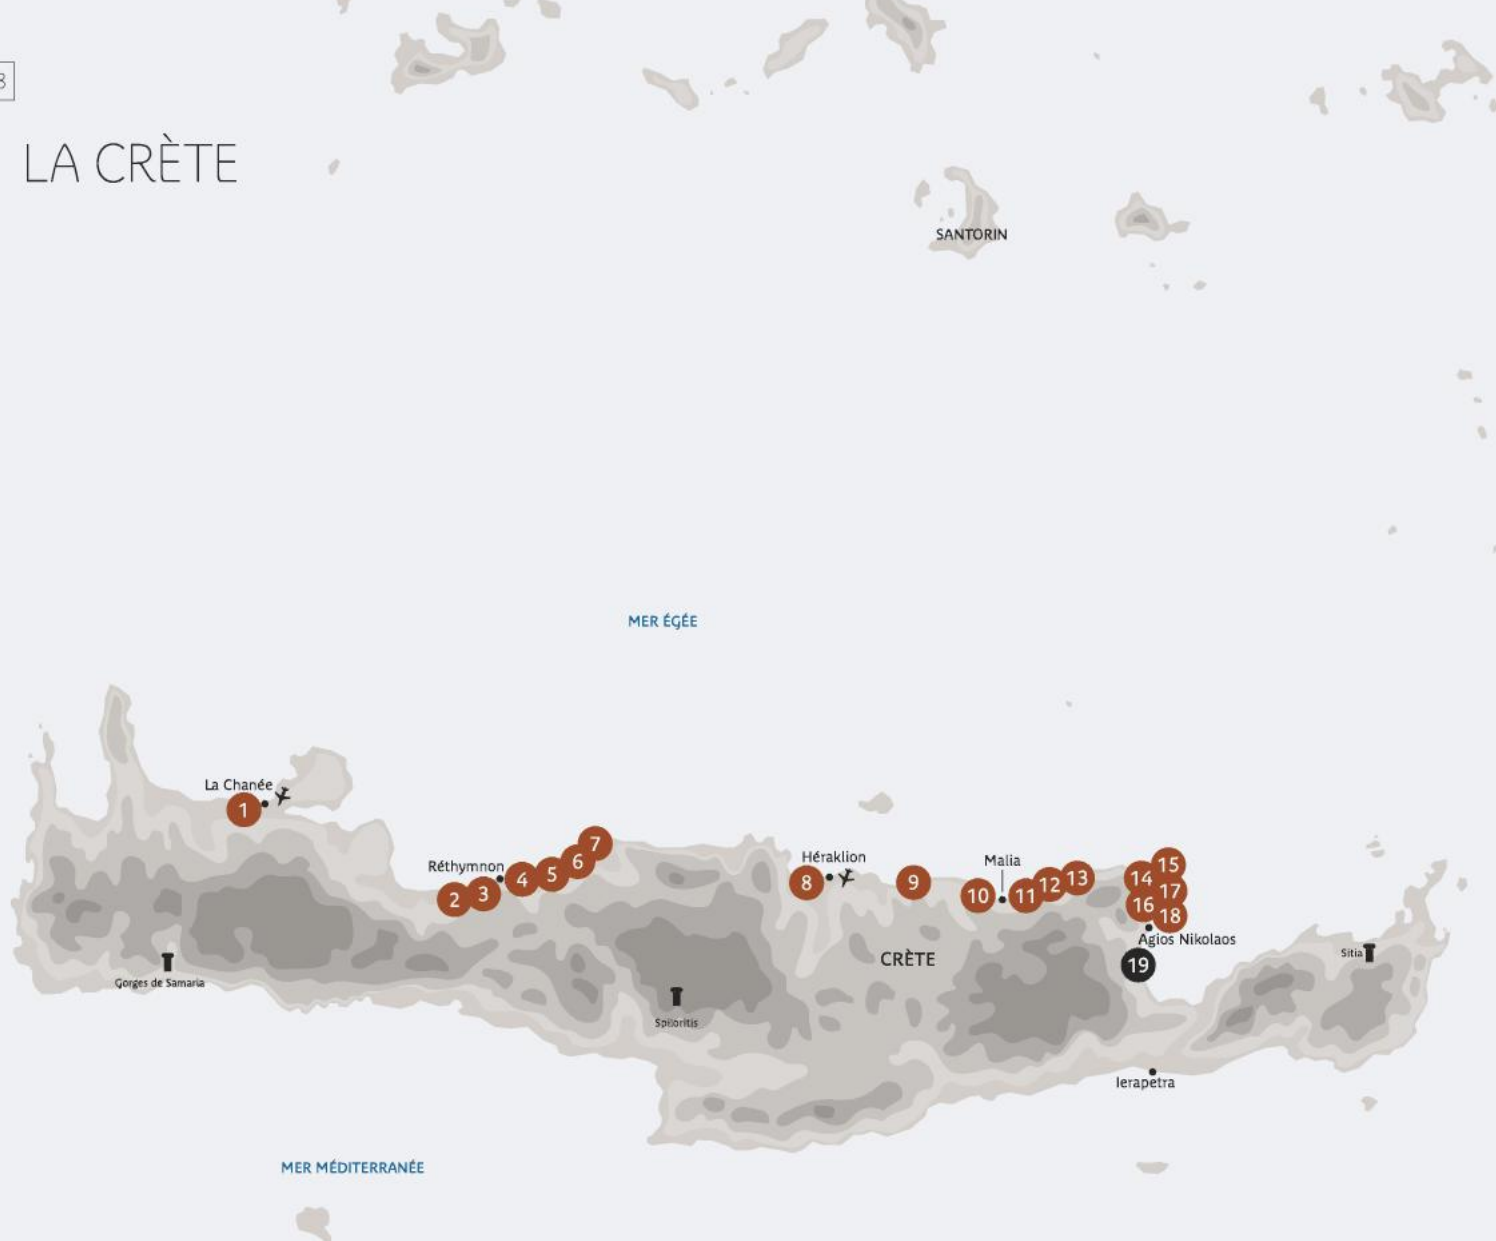 LA CRÈTE
SANTORIN
MER ÉGÉE
La Chanée
1
Réthymnon
2
3
4
5
6
7
Héraklion
8
9
Malia
10
11
12
13
14
15
16
17
18
Agios Nikolaos
19
CRÈTE
Sitia
Gorges de Samaria
Spiloritis
Ierapetra
MER MÉDITERRANÉE